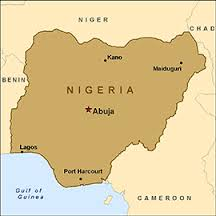 NIGER
CHAD
Kano
Maiduguri
BENIN
NIGERIA
Abuja
Lagos
Port Harcourt
Gulf of
Guinea
CAMEROON